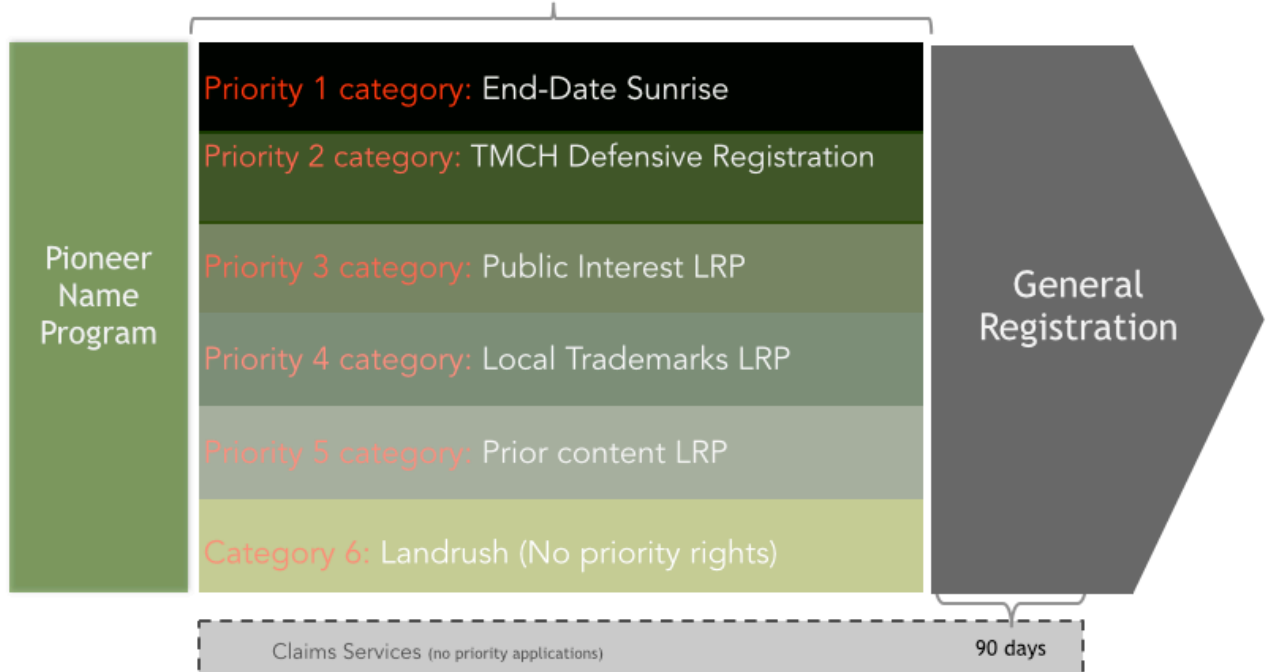 Priority 1 category: End-Date Sunrise
Priority 2 category: TMCH Defensive Registration
Priority 3 category: Public Interest LRP
Priority 4 category: Local Trademarks LRP
Priority 5 category: Prior content LRP
Category 6: Landrush (No priority rights)
Pioneer
Name
Program
General
Registration
Claims Services (no priority applications)
90 days